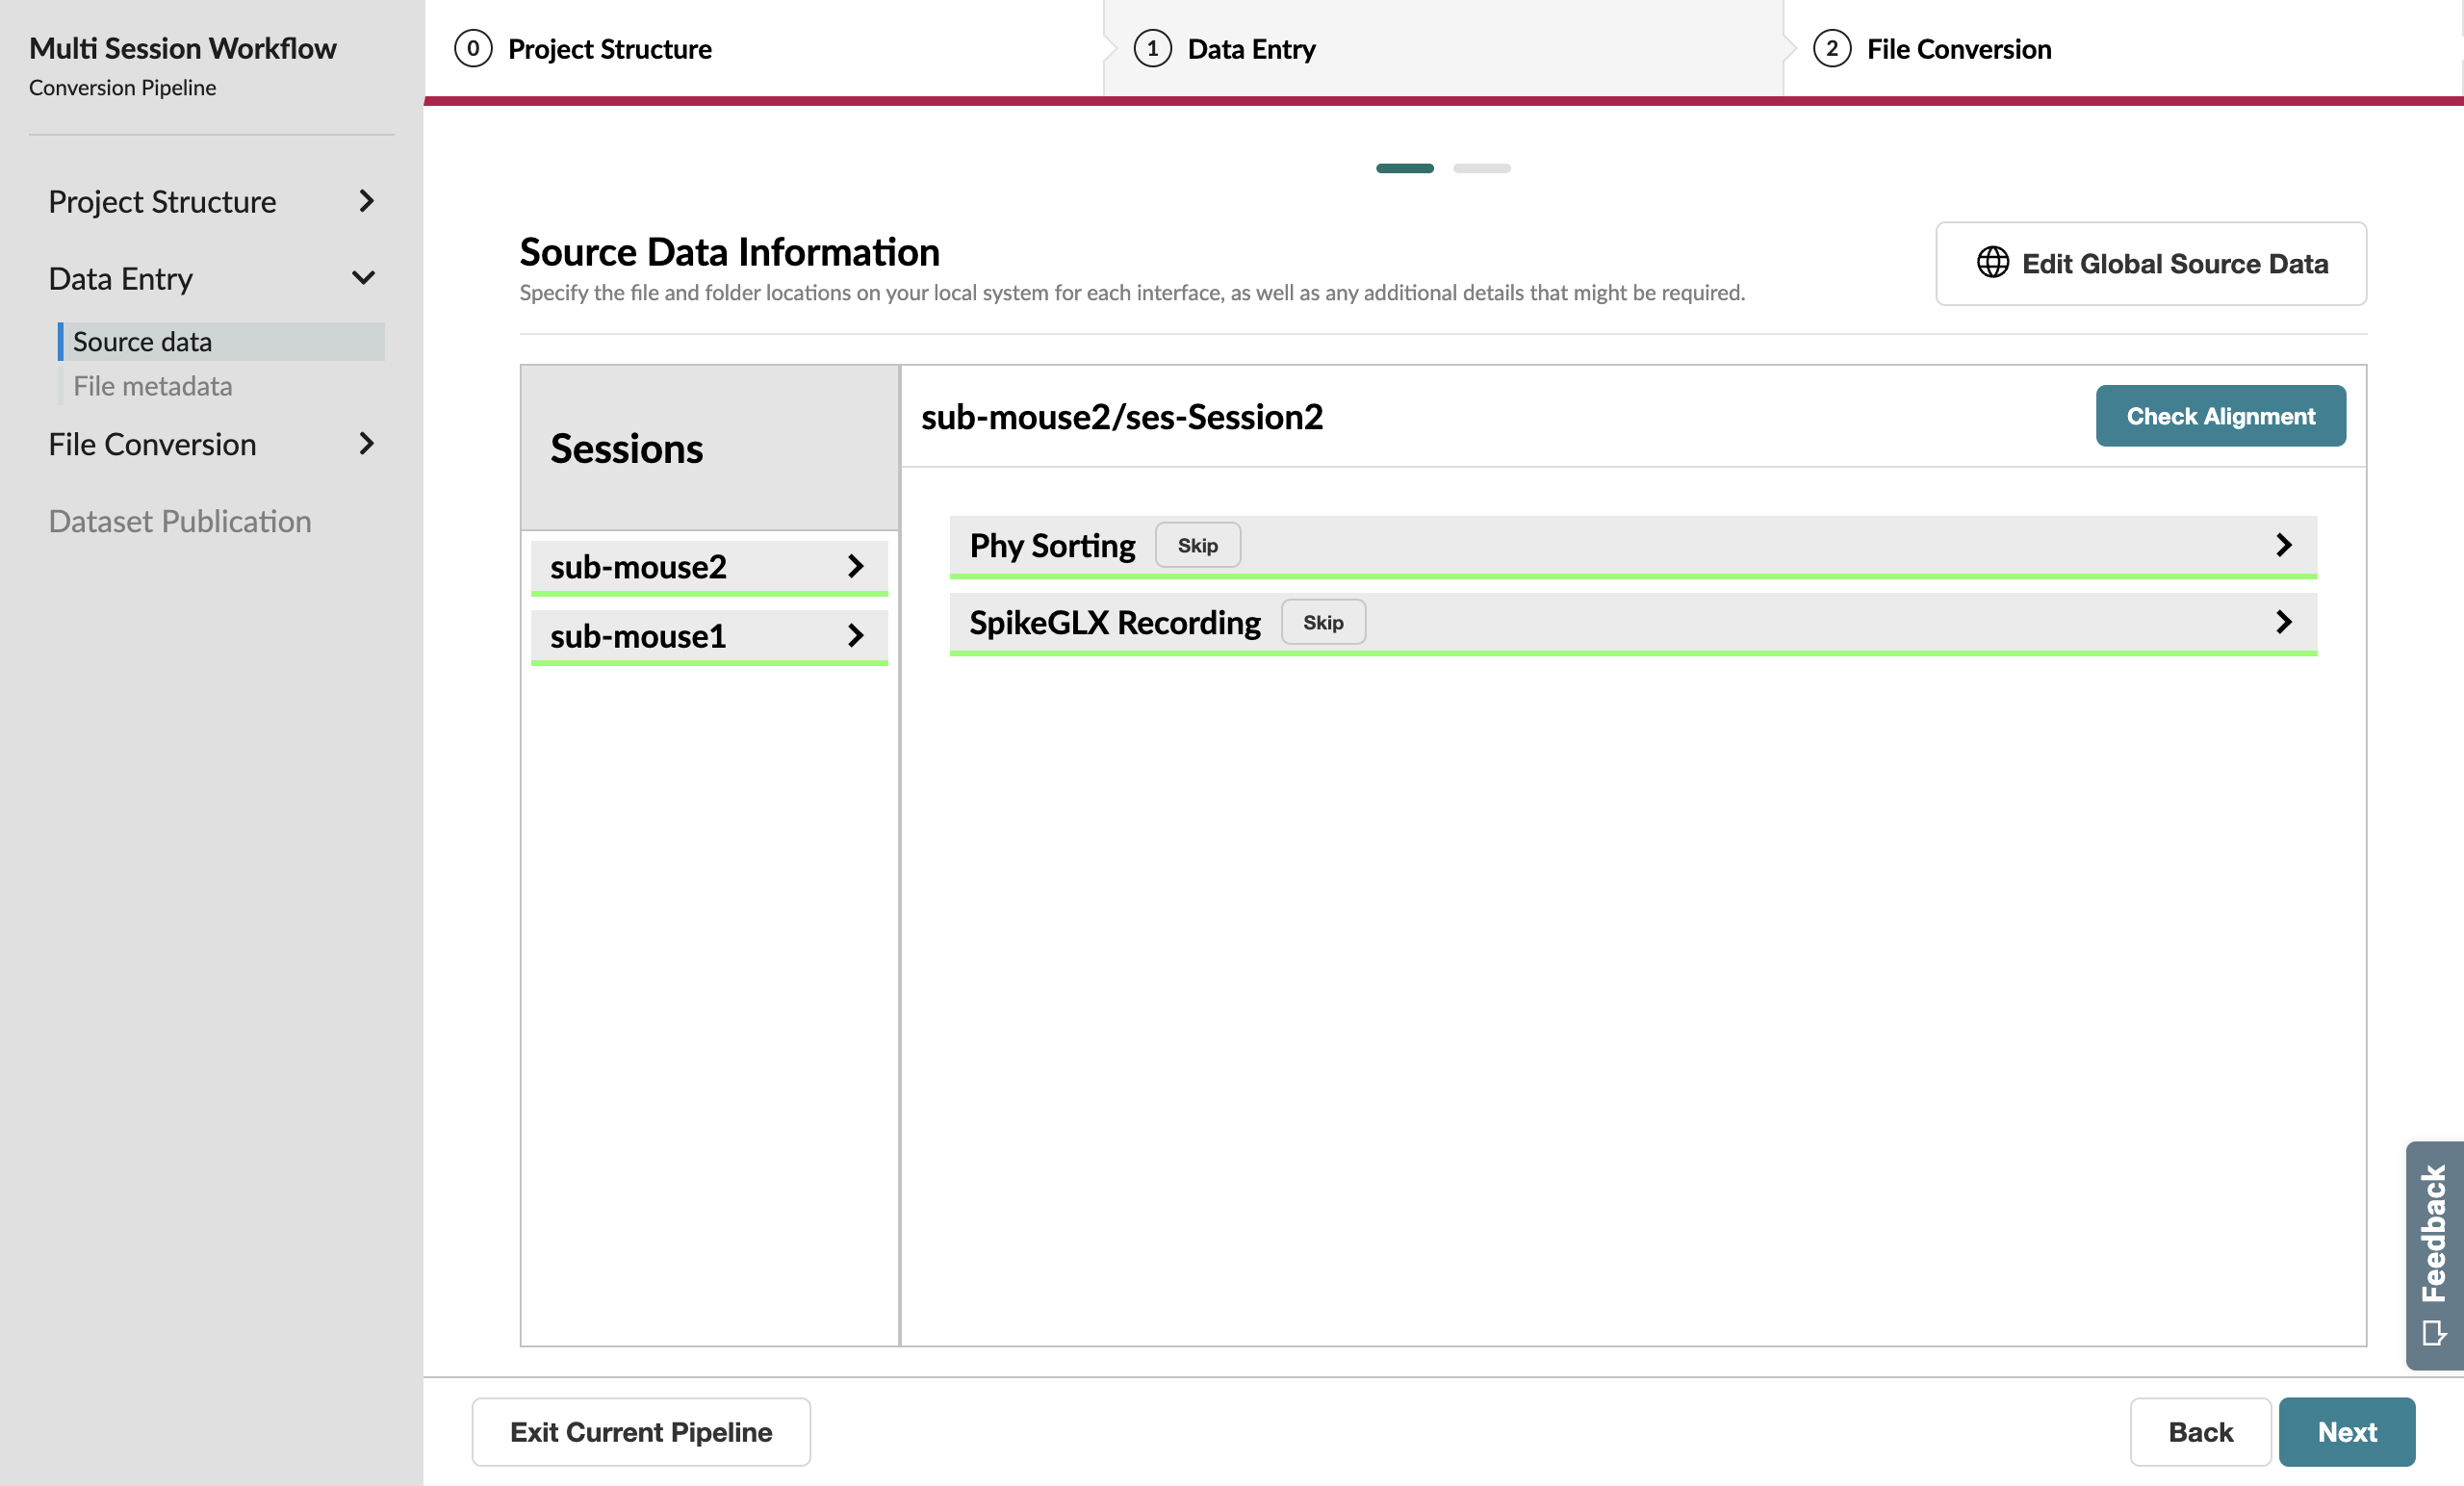 Multi Session Workflow
Conversion Pipeline
Project Structure
Data Entry
Source data
File metadata
File Conversion
Dataset Publication
0 Project Structure
1 Data Entry
2 File Conversion
Source Data Information
Specify the file and folder locations on your local system for each interface, as well as any additional details that might be required.
Edit Global Source Data
Sessions
sub-mouse2
sub-mouse1
sub-mouse2/ses-Session2
Check Alignment
Phy Sorting Skip
SpikeGLX Recording Skip
Feedback
Exit Current Pipeline
Back
Next